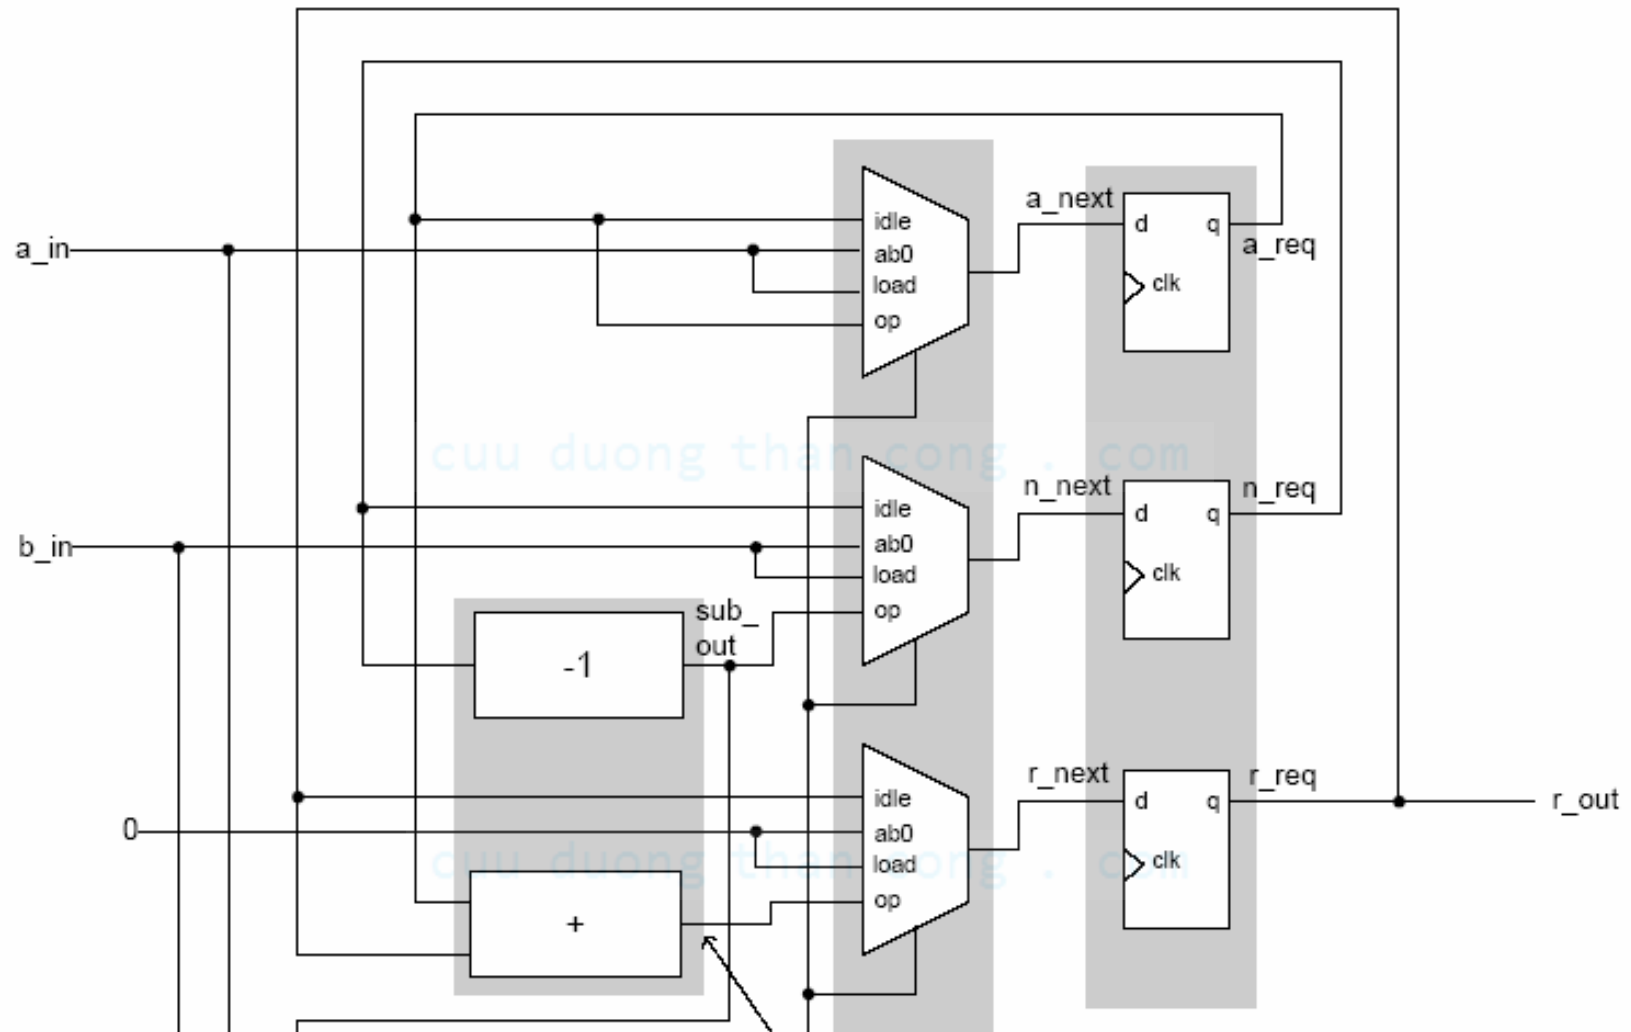 a_next
idle
d
q
a_in
ab0
a_req
load
clk
op
cuu duong than cong . com
n_next
n_req
idle
d
q
b_in
ab0
load
clk
op
sub_
out
-1
r_next
r_req
idle
d
q
r_out
0
ab0
cuu duong than cong . com
load
clk
op
+